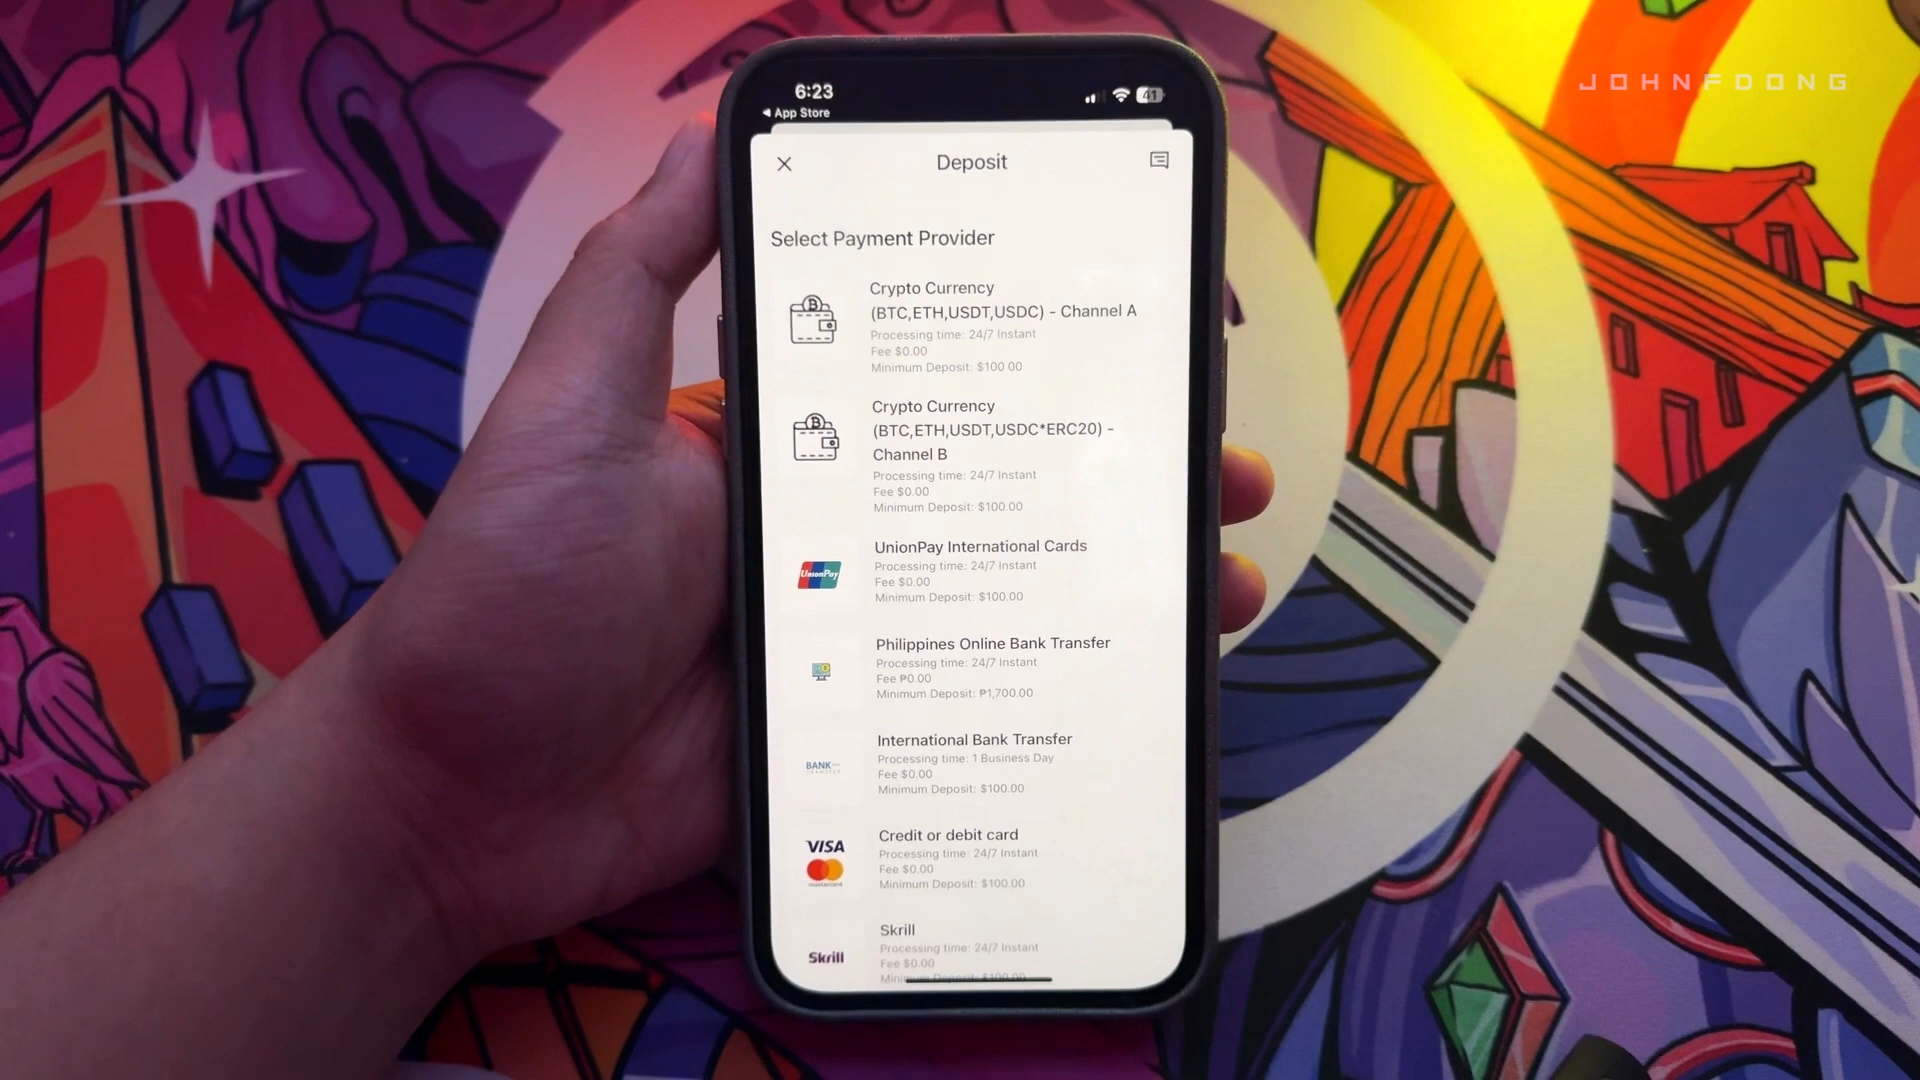 JOHNFDONG
6:23
41
App Store
Deposit
Select Payment Provider
Crypto Currency
(BTC,ETH,USDT,USDC) - Channel A
Processing time: 24/7 Instant
Fee $0.00
Minimum Deposit: $100 00
Crypto Currency
(BTC,ETH,USDT,USDC*ERC20) -
Channel B
Processing time: 24/7 Instant
Fee $0.00
Minimum Deposit: $100.00
UnionPay
UnionPay International Cards
Processing time: 24/7 Instant
Fee $0.00
Minimum Deposit: $100.00
Philippines Online Bank Transfer
Processing time: 24/7 Instant
Fee ₱0.00
Minimum Deposit: ₱1,700.00
BANK
TRANSFER
International Bank Transfer
Processing time: 1 Business Day
Fee $0.00
Minimum Deposit: $100.00
VISA
mastercard
Credit or debit card
Processing time: 24/7 Instant
Fee $0.00
Minimum Deposit: $100.00
Skrill
Skrill
Processing time: 24/7 Instant
Fee $0.00
Minimum Deposit: $100.00